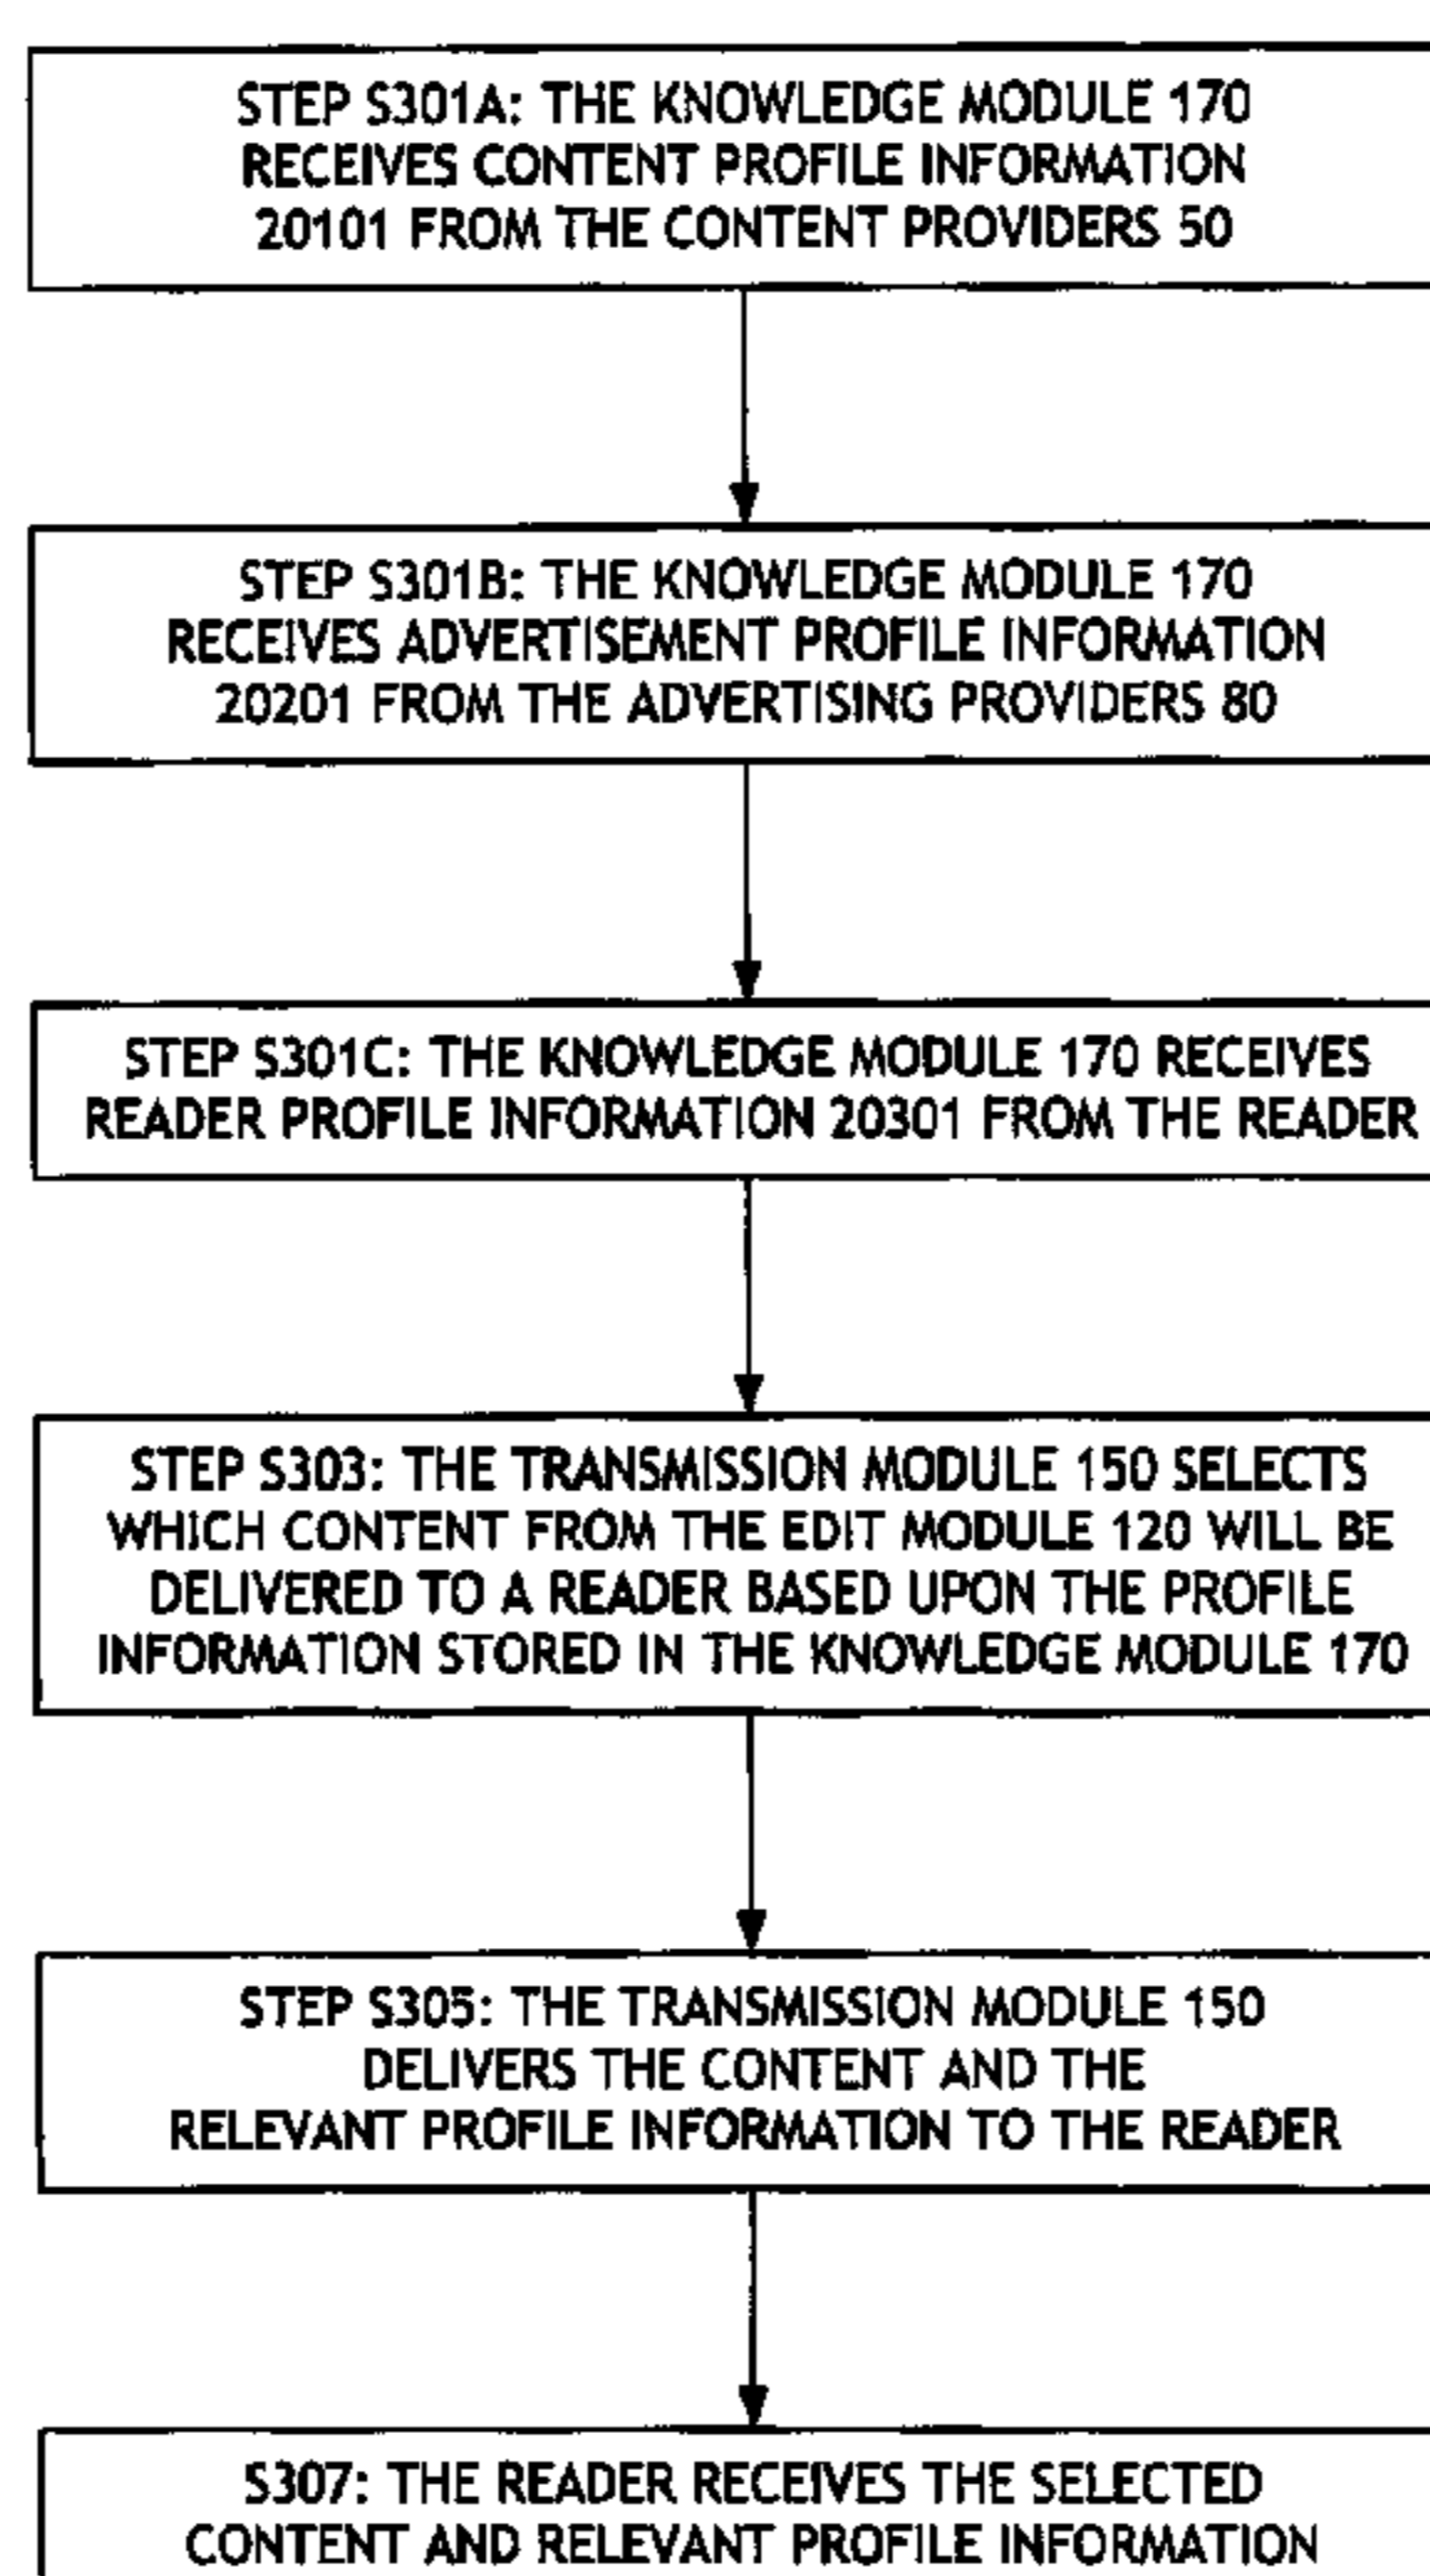 STEP S301A: THE KNOWLEDGE MODULE 170
RECEIVES CONTENT PROFILE INFORMATION
20101 FROM THE CONTENT PROVIDERS 50
STEP S301B: THE KNOWLEDGE MODULE 170
RECEIVES ADVERTISEMENT PROFILE INFORMATION
20201 FROM THE ADVERTISING PROVIDERS 80
STEP S301C: THE KNOWLEDGE MODULE 170 RECEIVES
READER PROFILE INFORMATION 20301 FROM THE READER
STEP S303: THE TRANSMISSION MODULE 150 SELECTS
WHICH CONTENT FROM THE EDIT MODULE 120 WILL BE
DELIVERED TO A READER BASED UPON THE PROFILE
INFORMATION STORED IN THE KNOWLEDGE MODULE 170
STEP S305: THE TRANSMISSION MODULE 150
DELIVERS THE CONTENT AND THE
RELEVANT PROFILE INFORMATION TO THE READER
S307: THE READER RECEIVES THE SELECTED
CONTENT AND RELEVANT PROFILE INFORMATION